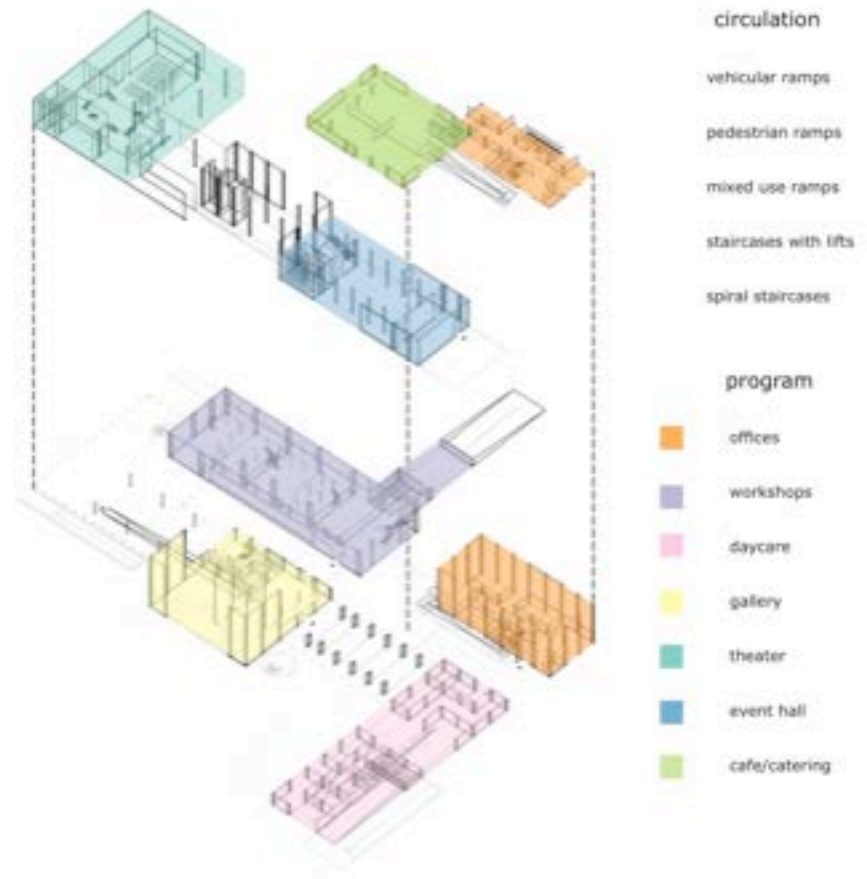 circulation
vehicular ramps
pedestrian ramps
mixed use ramps
staircases with lifts
spiral staircases
program
offices
workshops
daycare
gallery
theater
event hall
cafe/catering